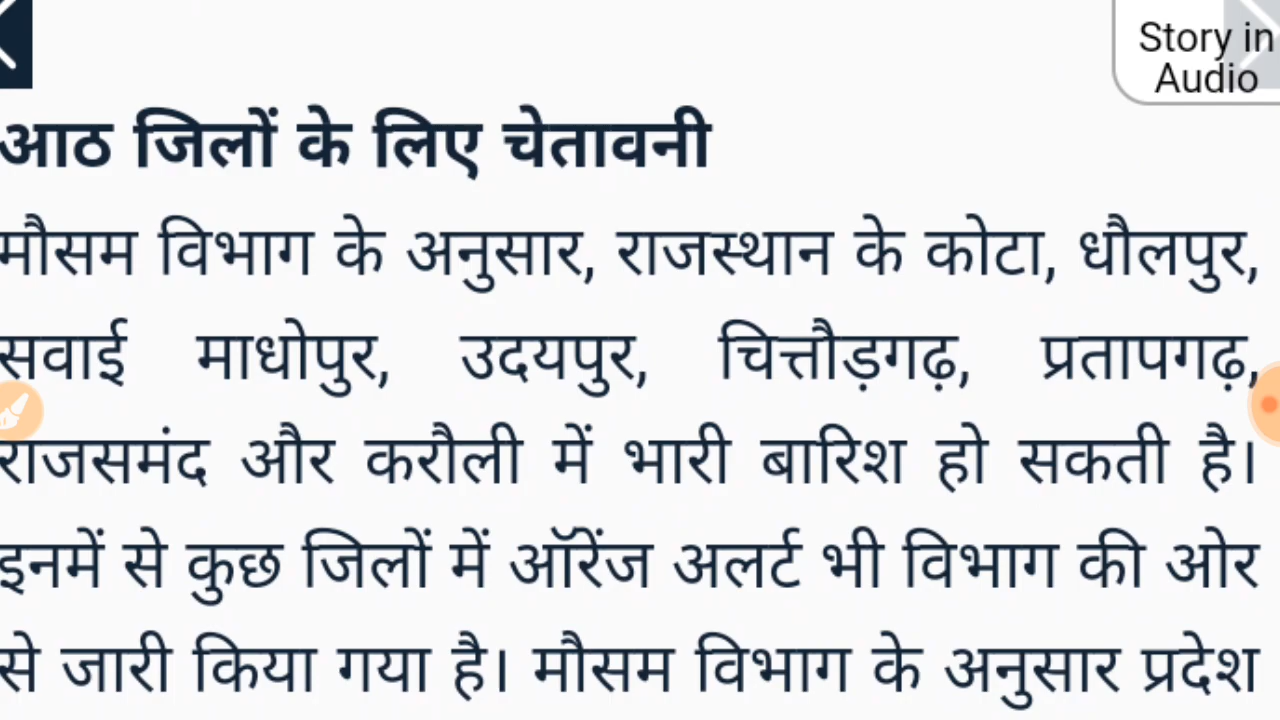 Story in
Audio
आठ जिलों के लिए चेतावनी
मौसम विभाग के अनुसार, राजस्थान के कोटा, धौलपुर,
सवाई माधोपुर, उदयपुर, चित्तौड़गढ़, प्रतापगढ़,
राजसमंद और करौली में भारी बारिश हो सकती है।
इनमें से कुछ जिलों में ऑरेंज अलर्ट भी विभाग की ओर
से जारी किया गया है। मौसम विभाग के अनुसार प्रदेश